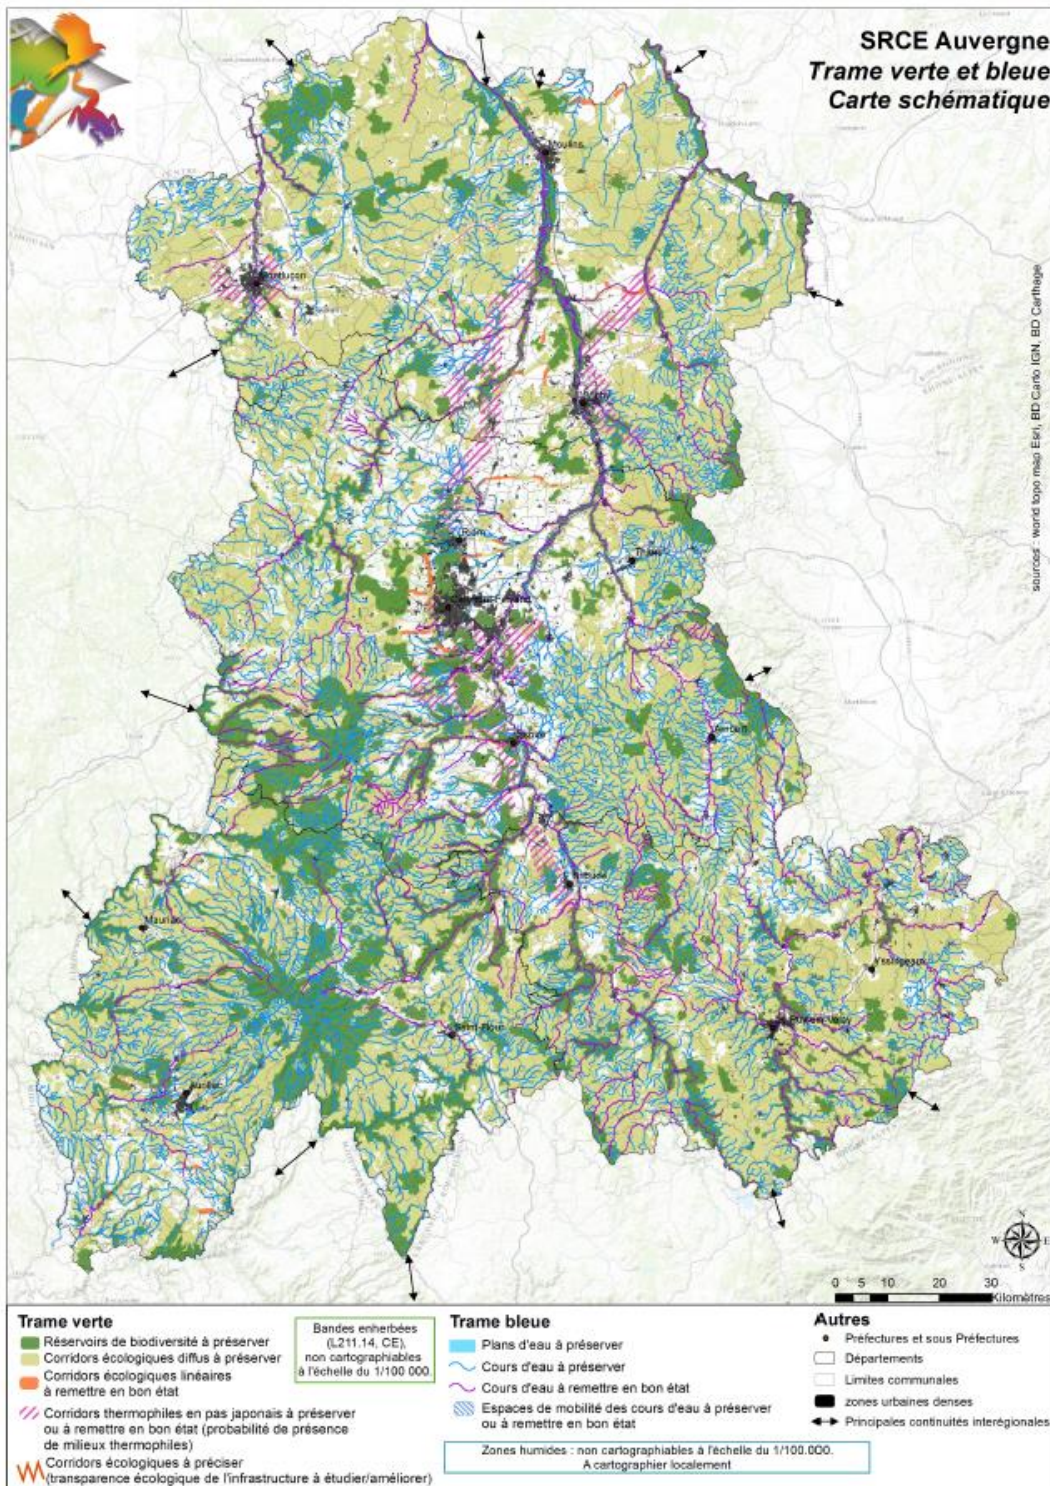 SRCE Auvergne
Trame verte et bleue
Carte schématique
Moulins
Montluçon
Vichy
Riom
Thiers
Issoire
Ambert
Brioude
Mauriac
Yssingeaux
Saint-Flour
Aurillac
sources : world topo map Esri, BD Carto IGN, BD Carthage
N
W E
S
0 5 10 20 30
Kilomètres
Trame verte
Réservoirs de biodiversité à préserver
Corridors écologiques diffus à préserver
Corridors écologiques linéaires
à remettre en bon état
Corridors thermophiles en pas japonais à préserver
ou à remettre en bon état (probabilité de présence
de milieux thermophiles)
Corridors écologiques à préciser
(transparence écologique de l'infrastructure à étudier/améliorer)
Bandes enherbées
(L211.14, CE),
non cartographiables
à l'échelle du 1/100 000.
Trame bleue
Plans d'eau à préserver
Cours d'eau à préserver
Cours d'eau à remettre en bon état
Espaces de mobilité des cours d'eau à préserver
ou à remettre en bon état
Zones humides : non cartographiables à l'échelle du 1/100.000.
A cartographier localement
Autres
Préfectures et sous Préfectures
Départements
Limites communales
zones urbaines denses
Principales continuités interégionales